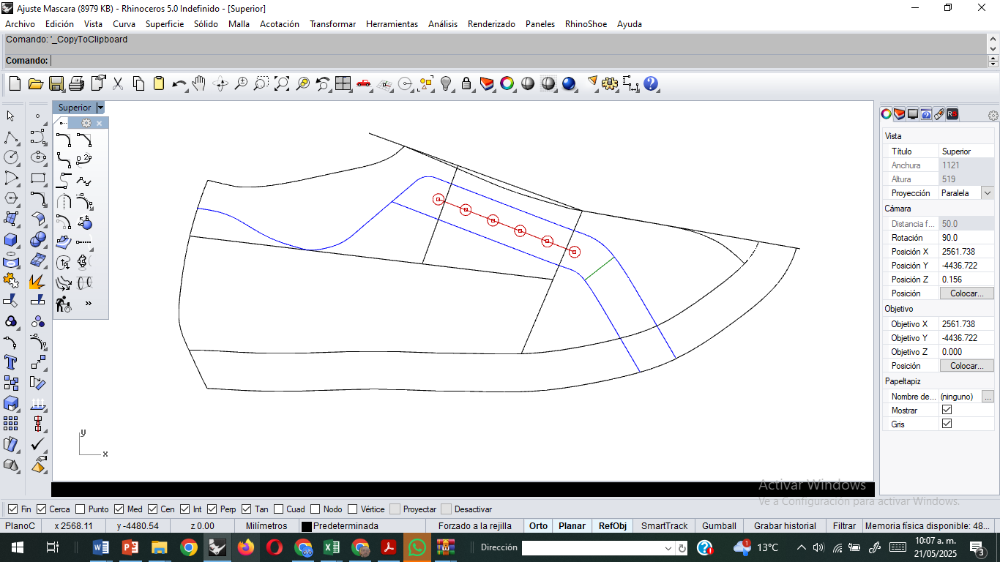 Ajuste Mascara (8979 KB) - Rhinoceros 5.0 Indefinido - [Superior]
Archivo Edición Vista Curva Superficie Sólido Malla Acotación Transformar Herramientas Análisis Renderizado Paneles RhinoShoe Ayuda
Comando: '_CopyToClipboard
Comando:
Superior
Vista
Título Superior
Anchura 1121
Altura 519
Proyección Paralela
Cámara
Distancia f... 50.0
Rotación 90.0
Posición X 2561.738
Posición Y -4436.722
Posición Z 0.156
Posición Colocar...
Objetivo
Objetivo X 2561.738
Objetivo Y -4436.722
Objetivo Z 0.000
Posición Colocar...
Papeltapiz
Nombre de... (ninguno) ...
Mostrar
Gris
y
x
Activar Windows
Ve a Configuración para activar Windows.
Fin Cerca Punto Med Cen Int Perp Tan Cuad Nodo Vértice Proyectar Desactivar
PlanoC x 2568.11 y -4480.54 z 0.00 Milímetros Predeterminada Forzado a la rejilla Orto Planar RefObj SmartTrack Gumball Grabar historial Filtrar Memoria física disponible: 48...
Dirección
13°C
10:07 a. m.
21/05/2025
3